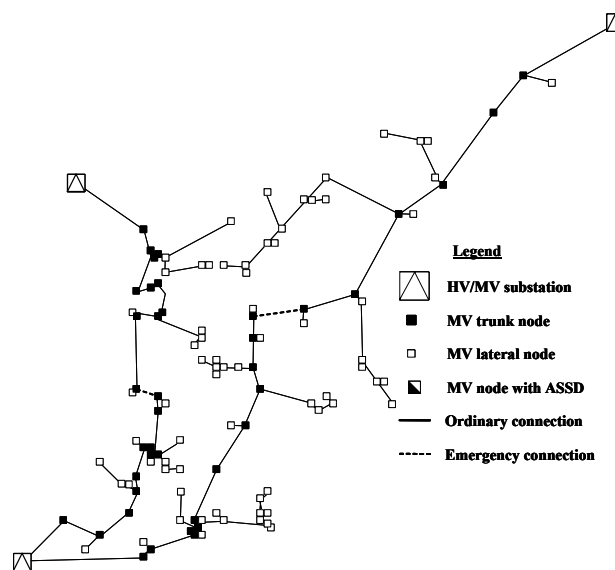 Legend
HV/MV substation
MV trunk node
MV lateral node
MV node with ASSD
Ordinary connection
Emergency connection